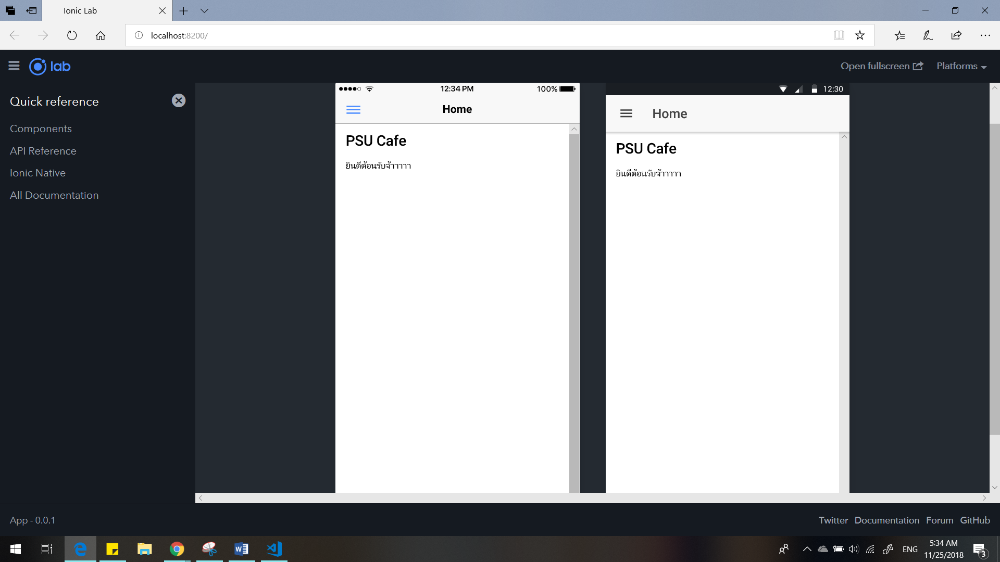 Ionic Lab
localhost:8200/
lab
Open fullscreen
Platforms
Quick reference
Components
API Reference
Ionic Native
All Documentation
12:34 PM
100%
Home
PSU Cafe
ยินดีต้อนรับจ้าาาาา
12:30
Home
PSU Cafe
ยินดีต้อนรับจ้าาาาา
App - 0.0.1
Twitter Documentation Forum GitHub
ENG
5:34 AM
11/25/2018
3